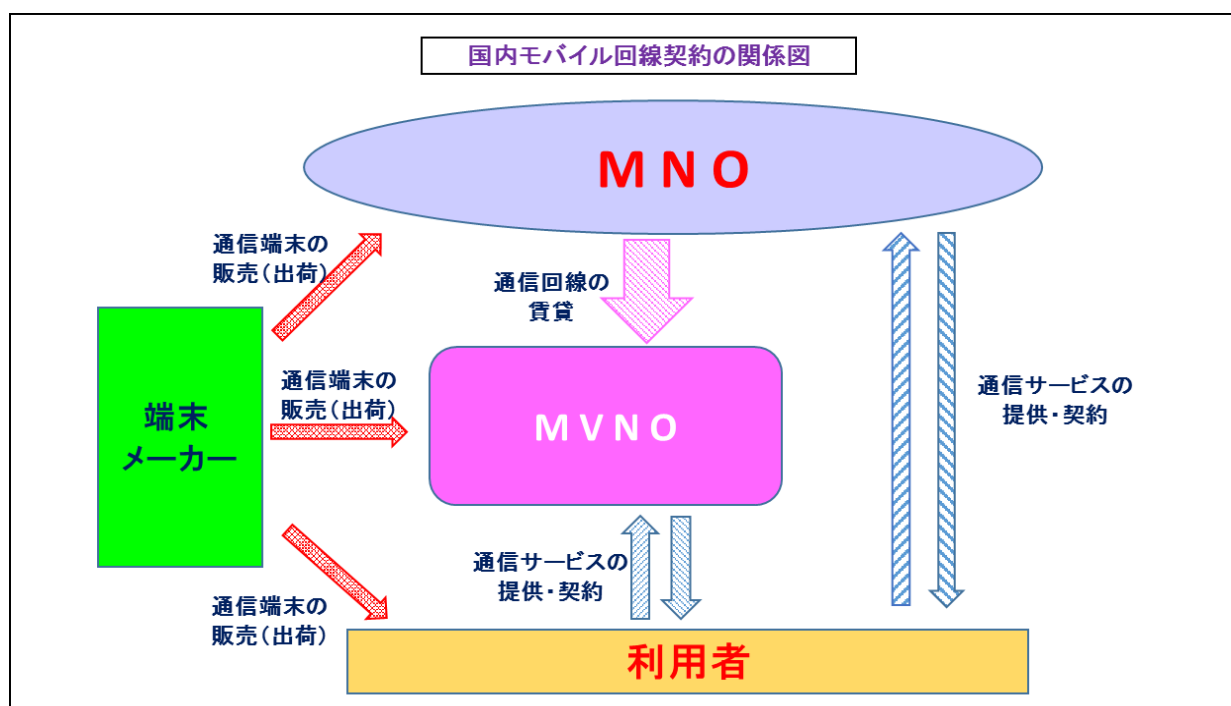 国内モバイル回線契約の関係図
MNO
通信端末の
販売(出荷)
通信回線の
賃貸
端末
メーカー
通信端末の
販売(出荷)
MVNO
通信サービスの
提供・契約
通信サービスの
提供・契約
通信端末の
販売(出荷)
利用者